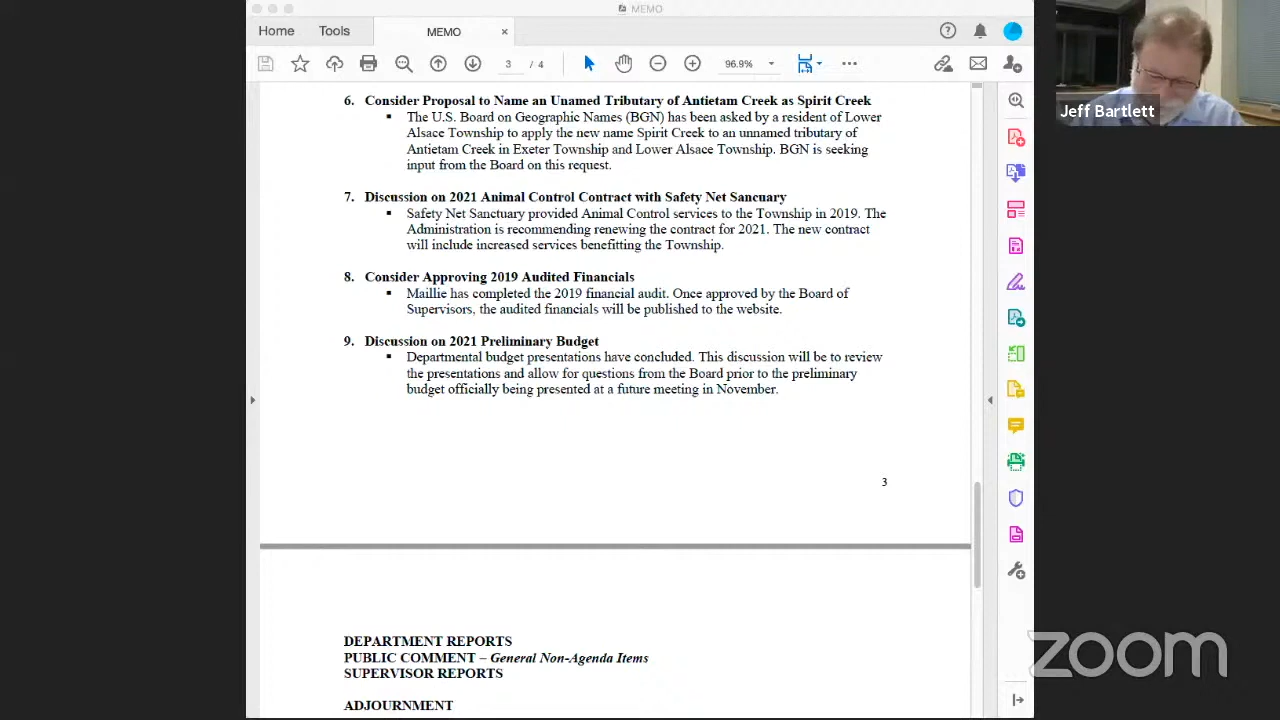 MEMO
Home
Tools
MEMO
×
3 / 4
96.9%
Jeff Bartlett
6. Consider Proposal to Name an Unamed Tributary of Antietam Creek as Spirit Creek
▪ The U.S. Board on Geographic Names (BGN) has been asked by a resident of Lower
Alsace Township to apply the new name Spirit Creek to an unnamed tributary of
Antietam Creek in Exeter Township and Lower Alsace Township. BGN is seeking
input from the Board on this request.
7. Discussion on 2021 Animal Control Contract with Safety Net Sancuary
▪ Safety Net Sanctuary provided Animal Control services to the Township in 2019. The
Administration is recommending renewing the contract for 2021. The new contract
will include increased services benefitting the Township.
8. Consider Approving 2019 Audited Financials
▪ Maillie has completed the 2019 financial audit. Once approved by the Board of
Supervisors, the audited financials will be published to the website.
9. Discussion on 2021 Preliminary Budget
▪ Departmental budget presentations have concluded. This discussion will be to review
the presentations and allow for questions from the Board prior to the preliminary
budget officially being presented at a future meeting in November.
3
DEPARTMENT REPORTS
PUBLIC COMMENT – General Non-Agenda Items
SUPERVISOR REPORTS
ADJOURNMENT
zoom